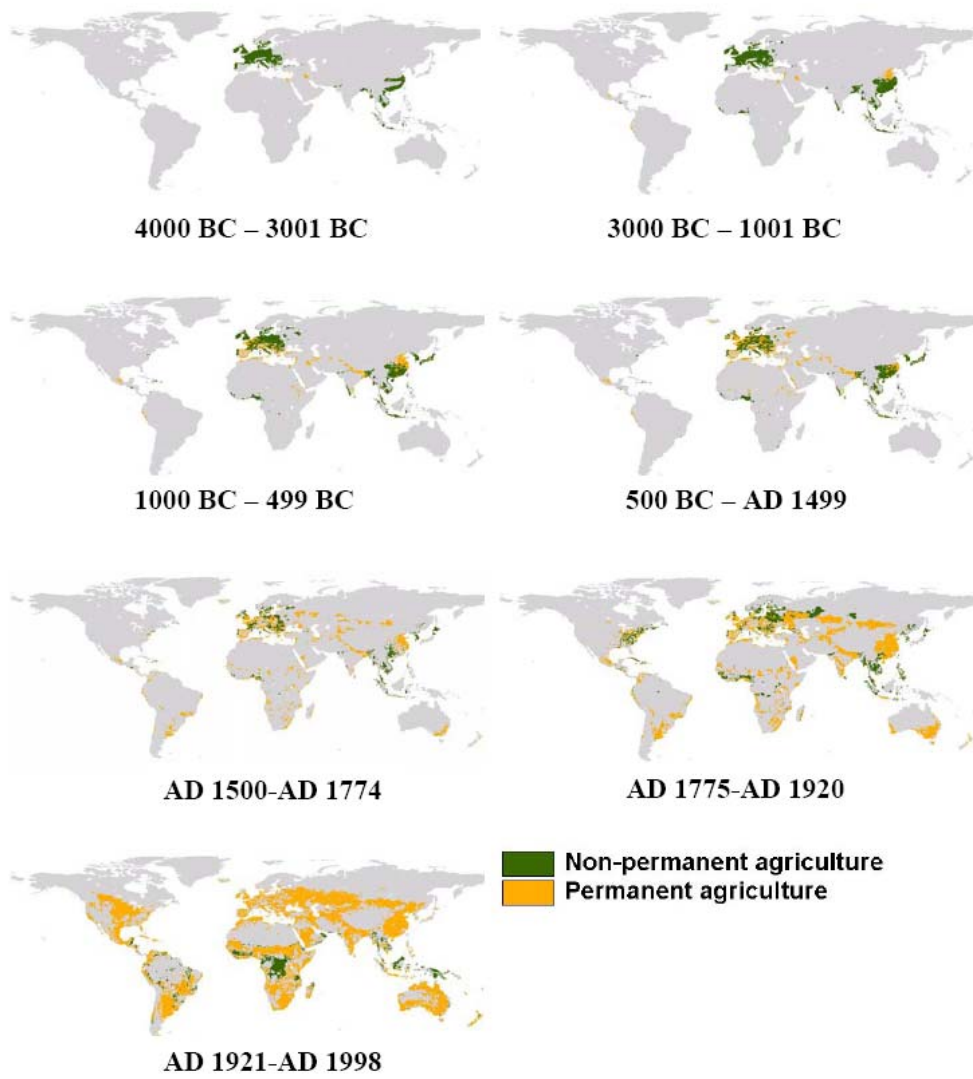 4000 BC – 3001 BC
3000 BC – 1001 BC
1000 BC – 499 BC
500 BC – AD 1499
AD 1500-AD 1774
AD 1775-AD 1920
Non-permanent agriculture
Permanent agriculture
AD 1921-AD 1998